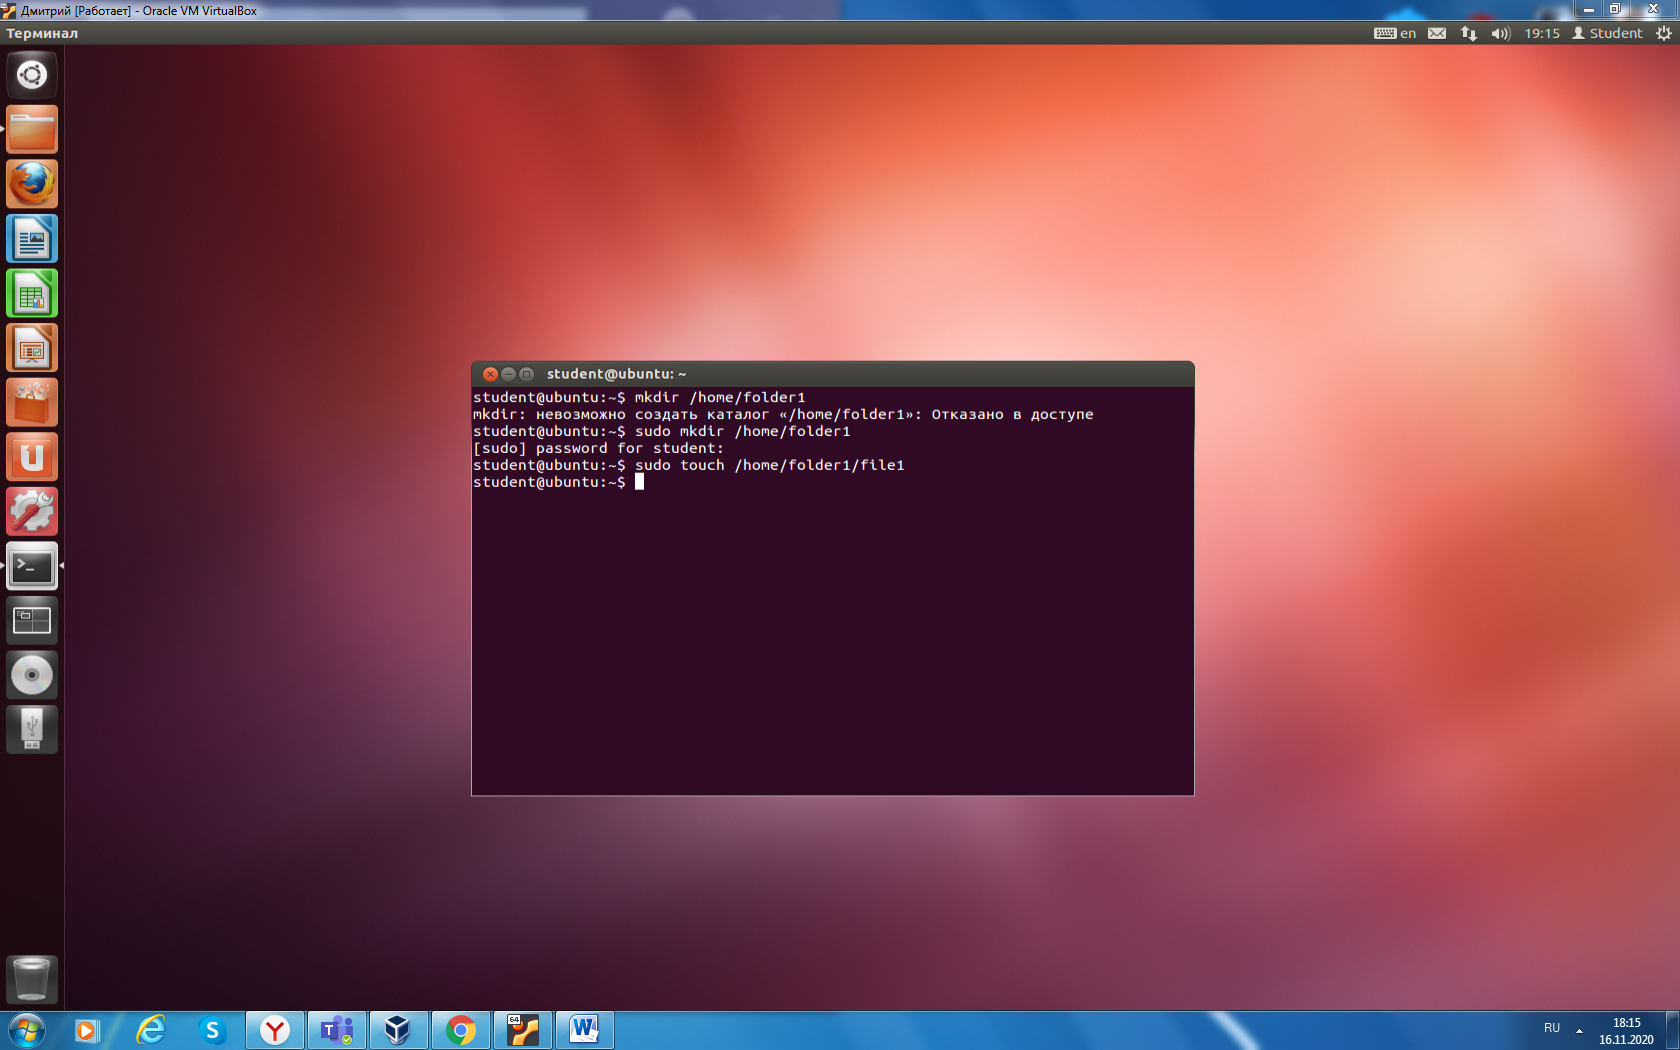 Дмитрий [Работает] - Oracle VM VirtualBox
Терминал
en
19:15
Student
student@ubuntu: ~
student@ubuntu:~$ mkdir /home/folder1
mkdir: невозможно создать каталог «/home/folder1»: Отказано в доступе
student@ubuntu:~$ sudo mkdir /home/folder1
[sudo] password for student:
student@ubuntu:~$ sudo touch /home/folder1/file1
student@ubuntu:~$
64
RU
18:15
16.11.2020